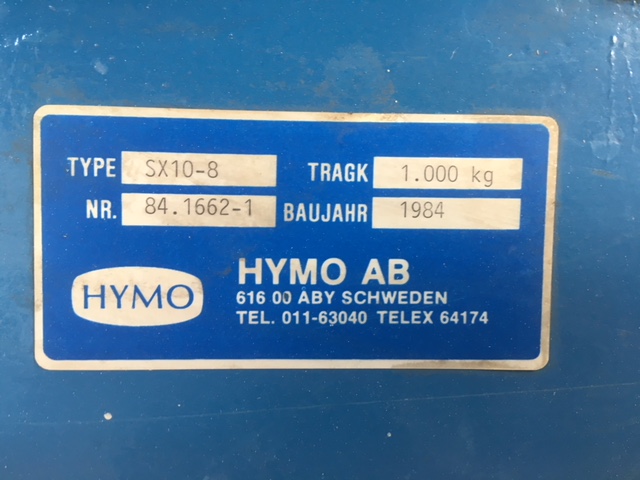 TYPE SX10-8 TRAGK 1.000 kg
NR. 84.1662-1 BAUJAHR 1984
HYMO
HYMO AB
616 00 ÅBY SCHWEDEN
TEL. 011-63040 TELEX 64174